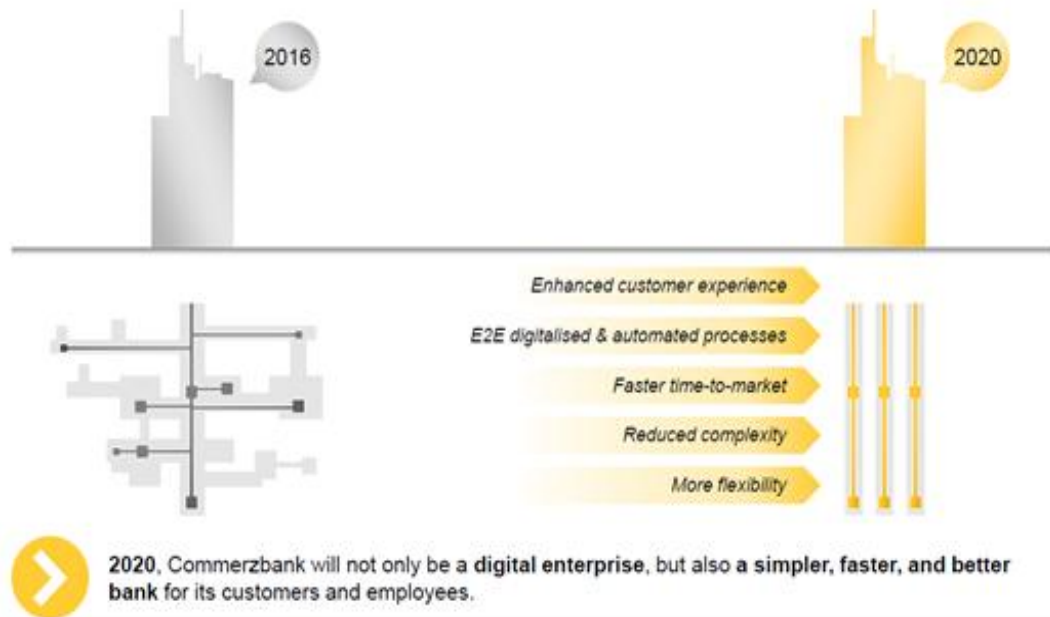 2016
2020
Enhanced customer experience
E2E digitalised & automated processes
Faster time-to-market
Reduced complexity
More flexibility
2020, Commerzbank will not only be a digital enterprise, but also a simpler, faster, and better
bank for its customers and employees.